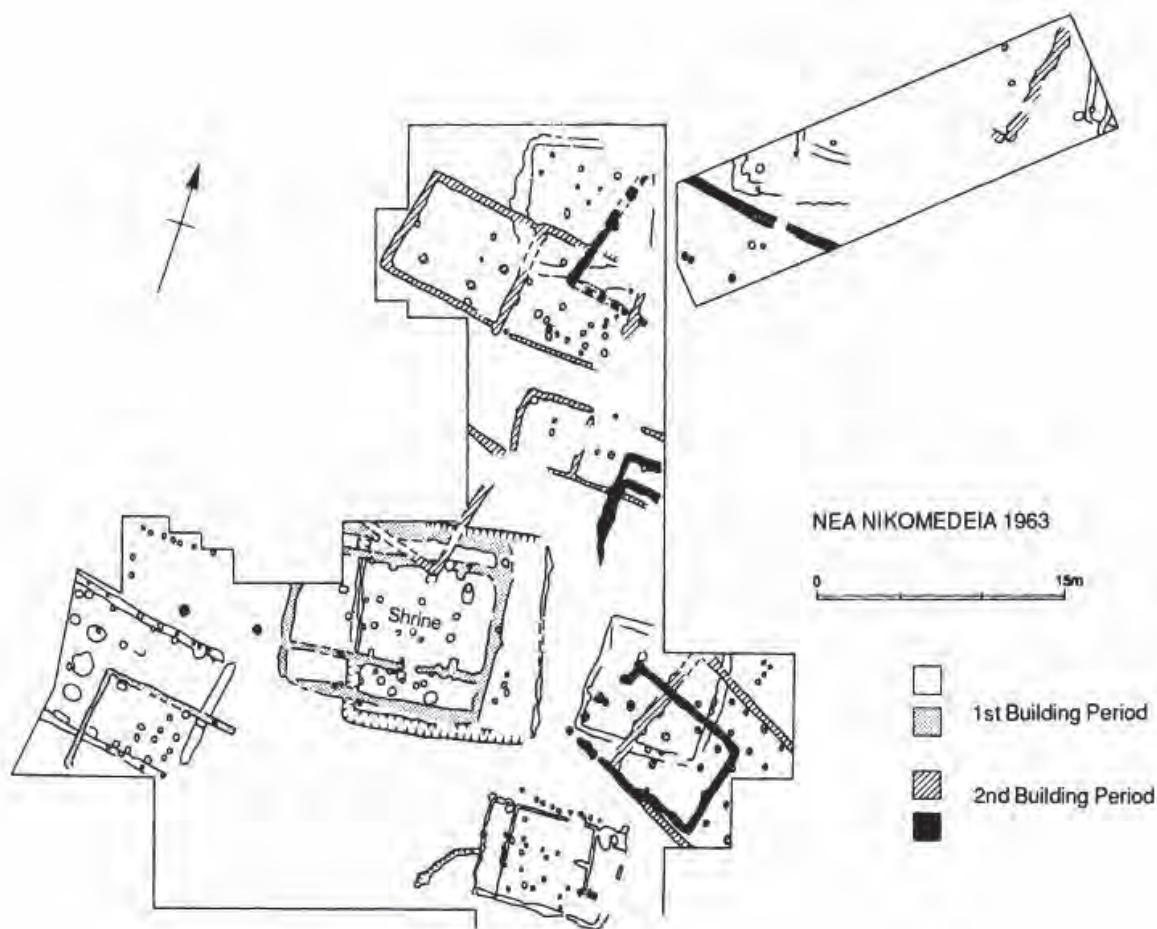 NEA NIKOMEDEIA 1963
0 15m
Shrine
1st Building Period
2nd Building Period